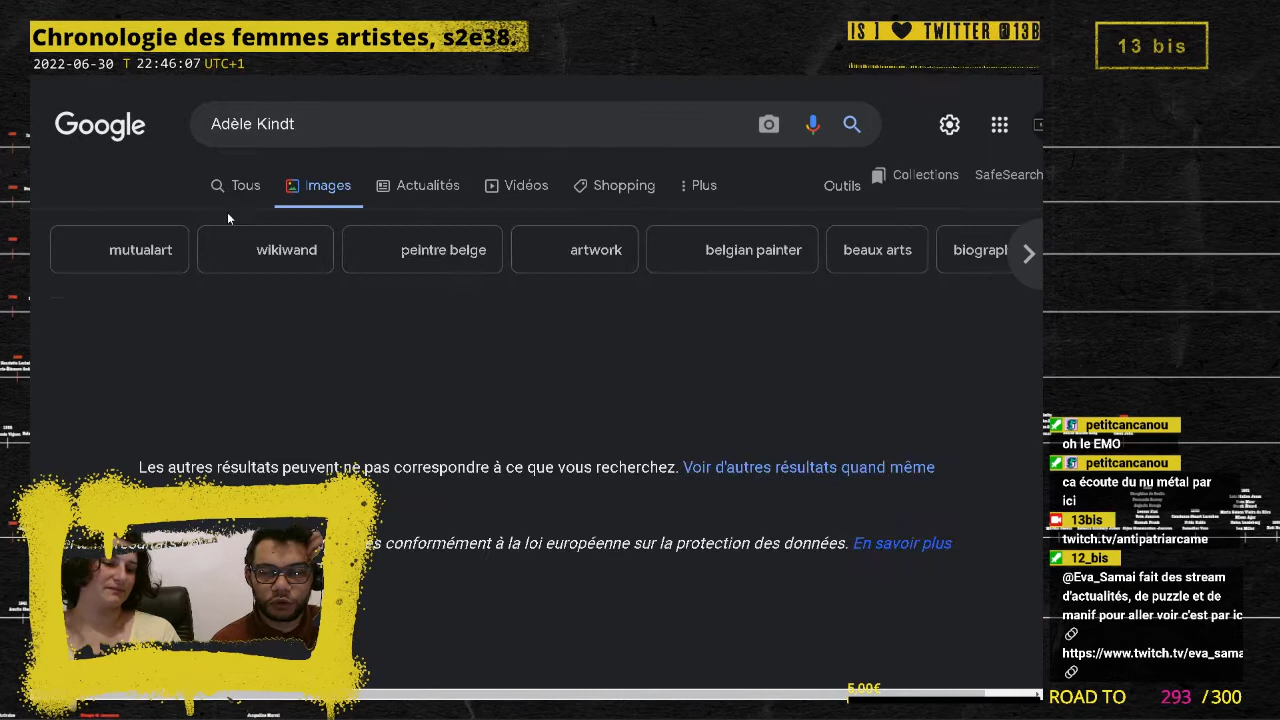 Chronologie des femmes artistes, s2e38.
2022-06-30 T 22:46:07 UTC+1
TWITTER @13B
13 bis
Google
Adèle Kindt
Tous
Images
Actualités
Vidéos
Shopping
Plus
Outils
Collections
SafeSearch
mutualart
wikiwand
peintre belge
artwork
belgian painter
beaux arts
biograph
Les autres résultats peuvent ne pas correspondre à ce que vous recherchez. Voir d'autres résultats quand même
conformément à la loi européenne sur la protection des données. En savoir plus
petitcancanou
oh le EMO
petitcancanou
ca écoute du nu métal par
ici
13bis
twitch.tv/antipatriarcame
12_bis
@Eva_Samai fait des stream
d'actualités, de puzzle et de
manif pour aller voir c'est par ic
https://www.twitch.tv/eva_sama
5,00€
ROAD TO 293 /300